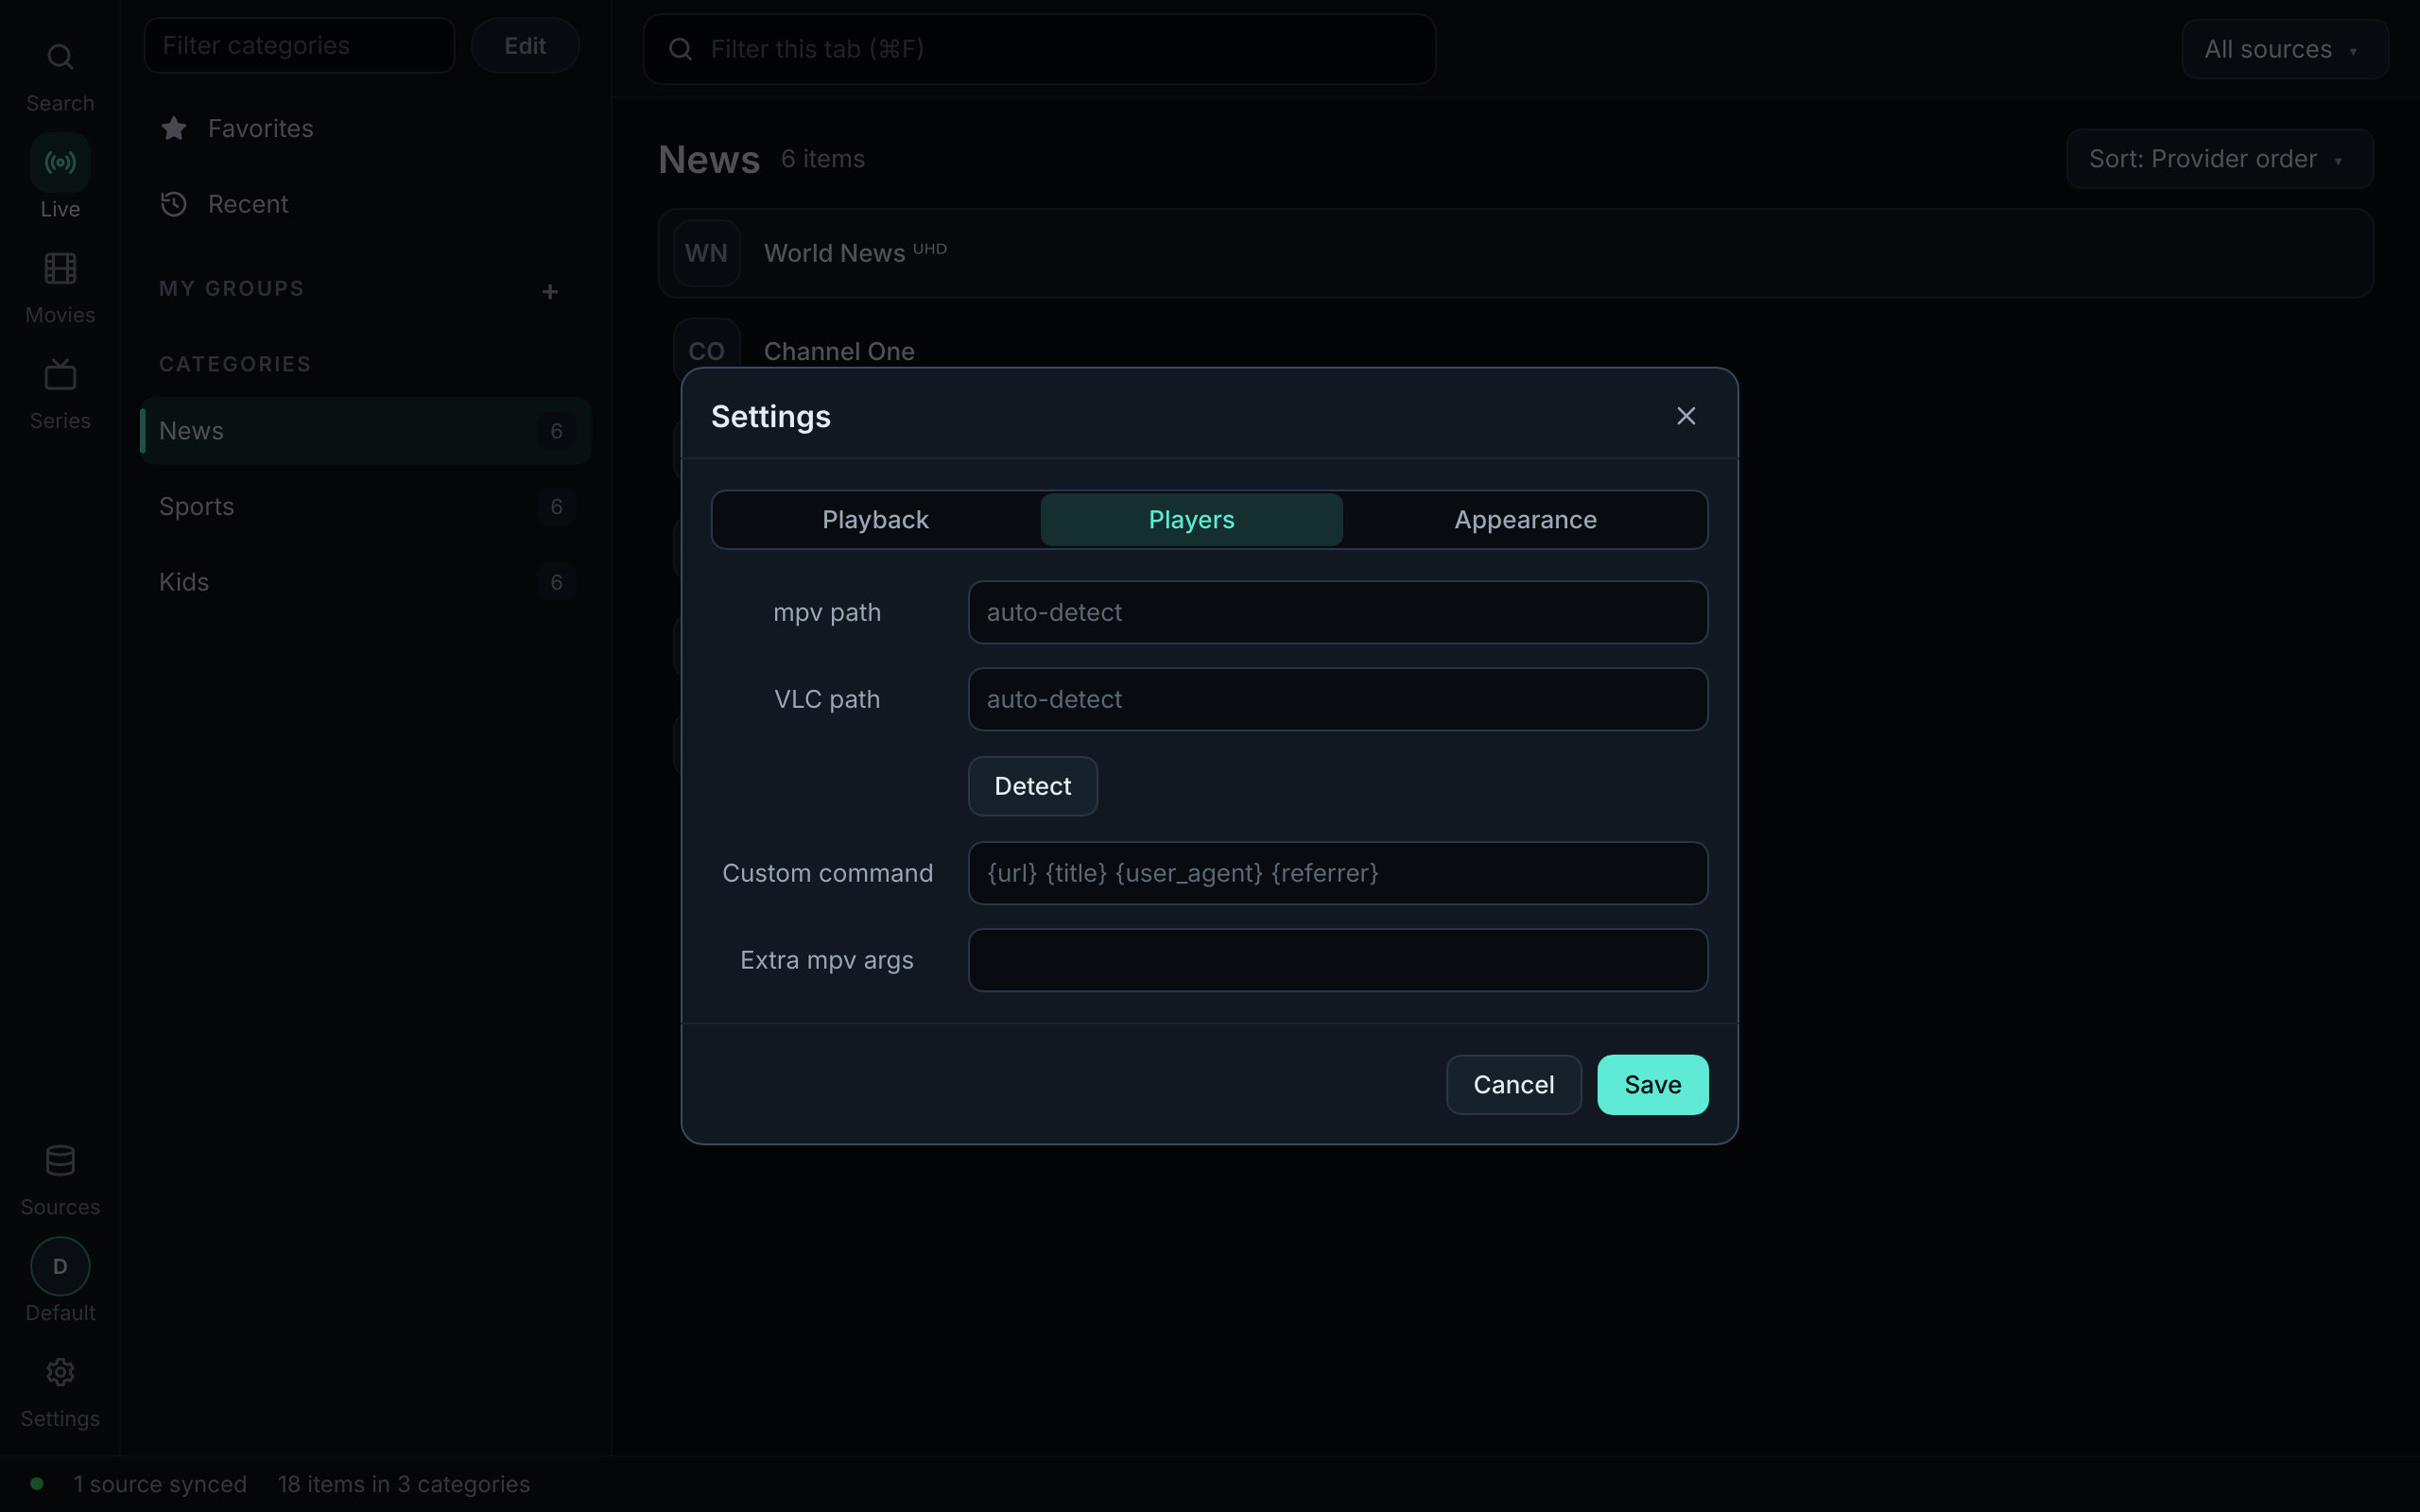 Search
Live
Movies
Series
Sources
D
Default
Settings
Filter categories
Edit
Favorites
Recent
MY GROUPS
+
CATEGORIES
News 6
Sports 6
Kids 6
Filter this tab (⌘F)
All sources
News 6 items
Sort: Provider order
WN World News ᵁᴴᴰ
CO Channel One
Settings
Playback Players Appearance
mpv path auto-detect
VLC path auto-detect
Detect
Custom command {url} {title} {user_agent} {referrer}
Extra mpv args
Cancel Save
1 source synced 18 items in 3 categories